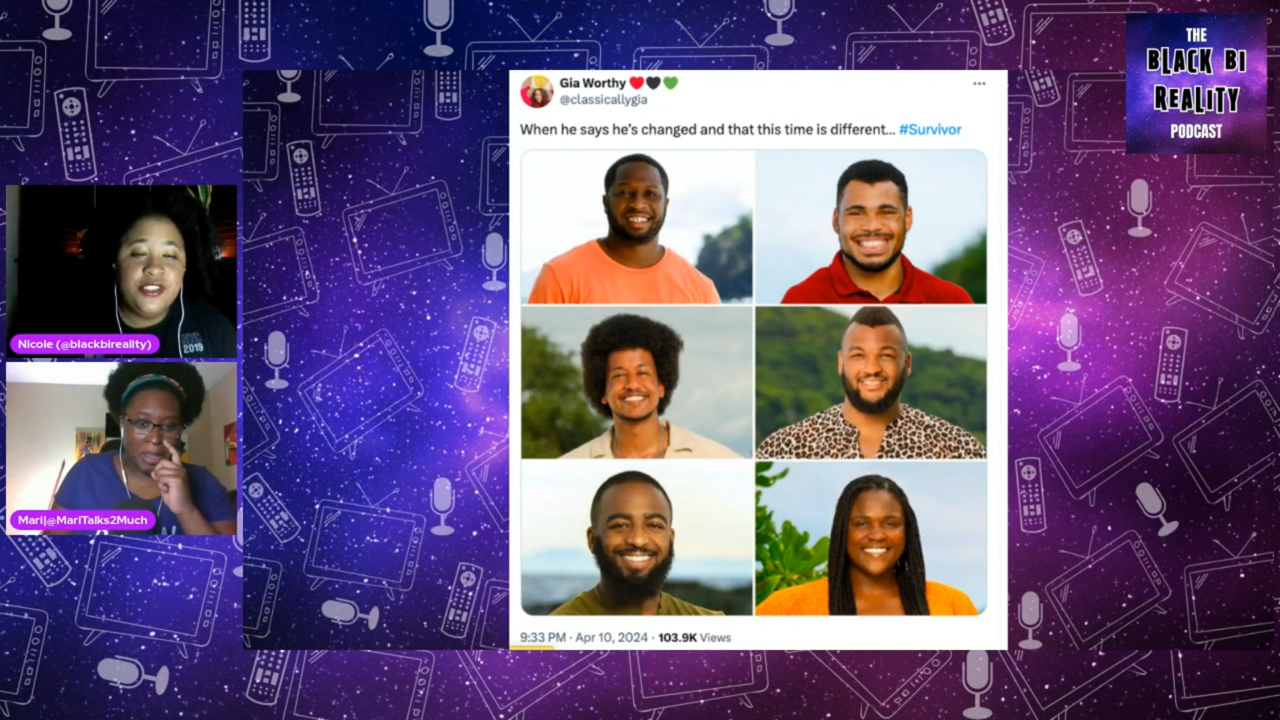 THE
BLACK BI
REALITY
PODCAST
Gia Worthy ❤️🖤💚
@classicallygia
When he says he's changed and that this time is different... #Survivor
9:33 PM · Apr 10, 2024 · 103.9K Views
2019
Nicole (@blackbireality)
Mari|@MariTalks2Much